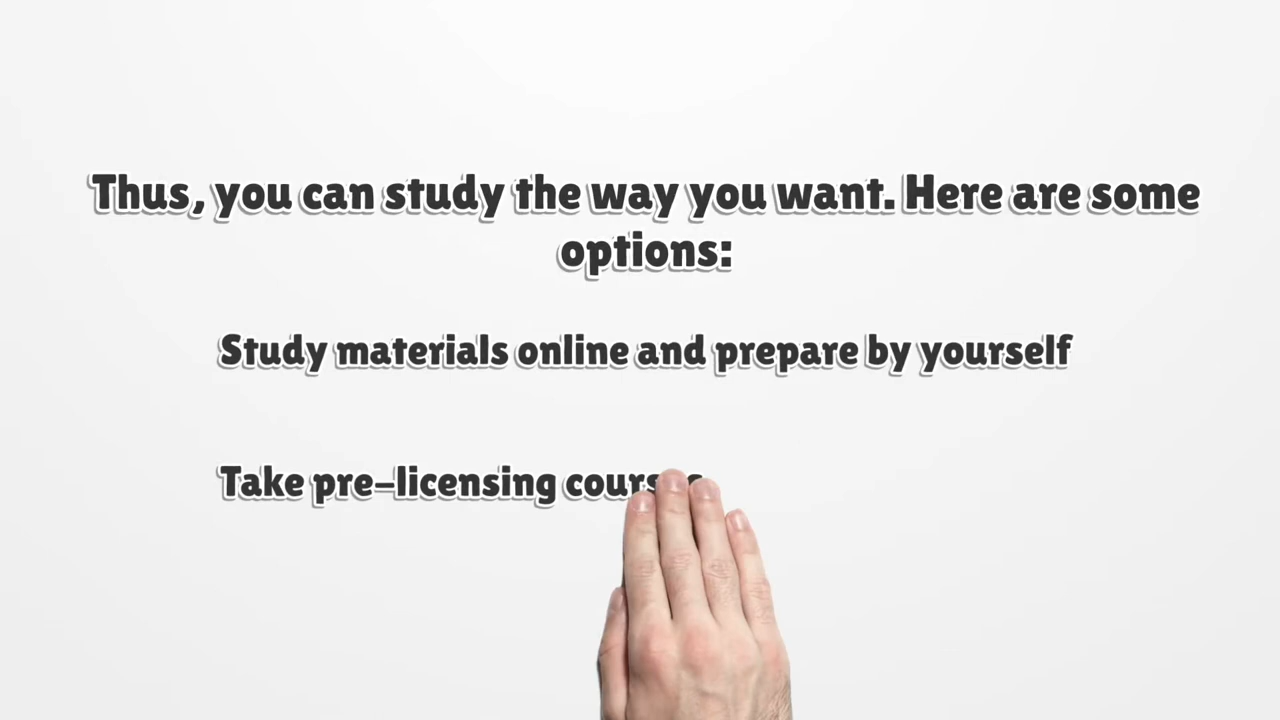 Thus, you can study the way you want. Here are some
options:
Study materials online and prepare by yourself
Take pre-licensing courses